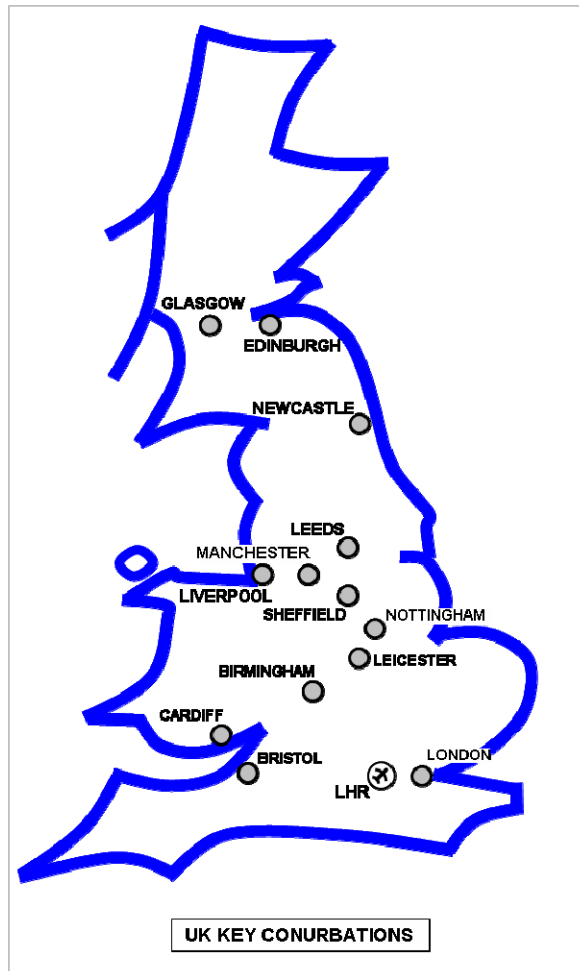 GLASGOW
EDINBURGH
NEWCASTLE
LEEDS
MANCHESTER
LIVERPOOL
SHEFFIELD
NOTTINGHAM
LEICESTER
BIRMINGHAM
CARDIFF
BRISTOL
LONDON
LHR
UK KEY CONURBATIONS